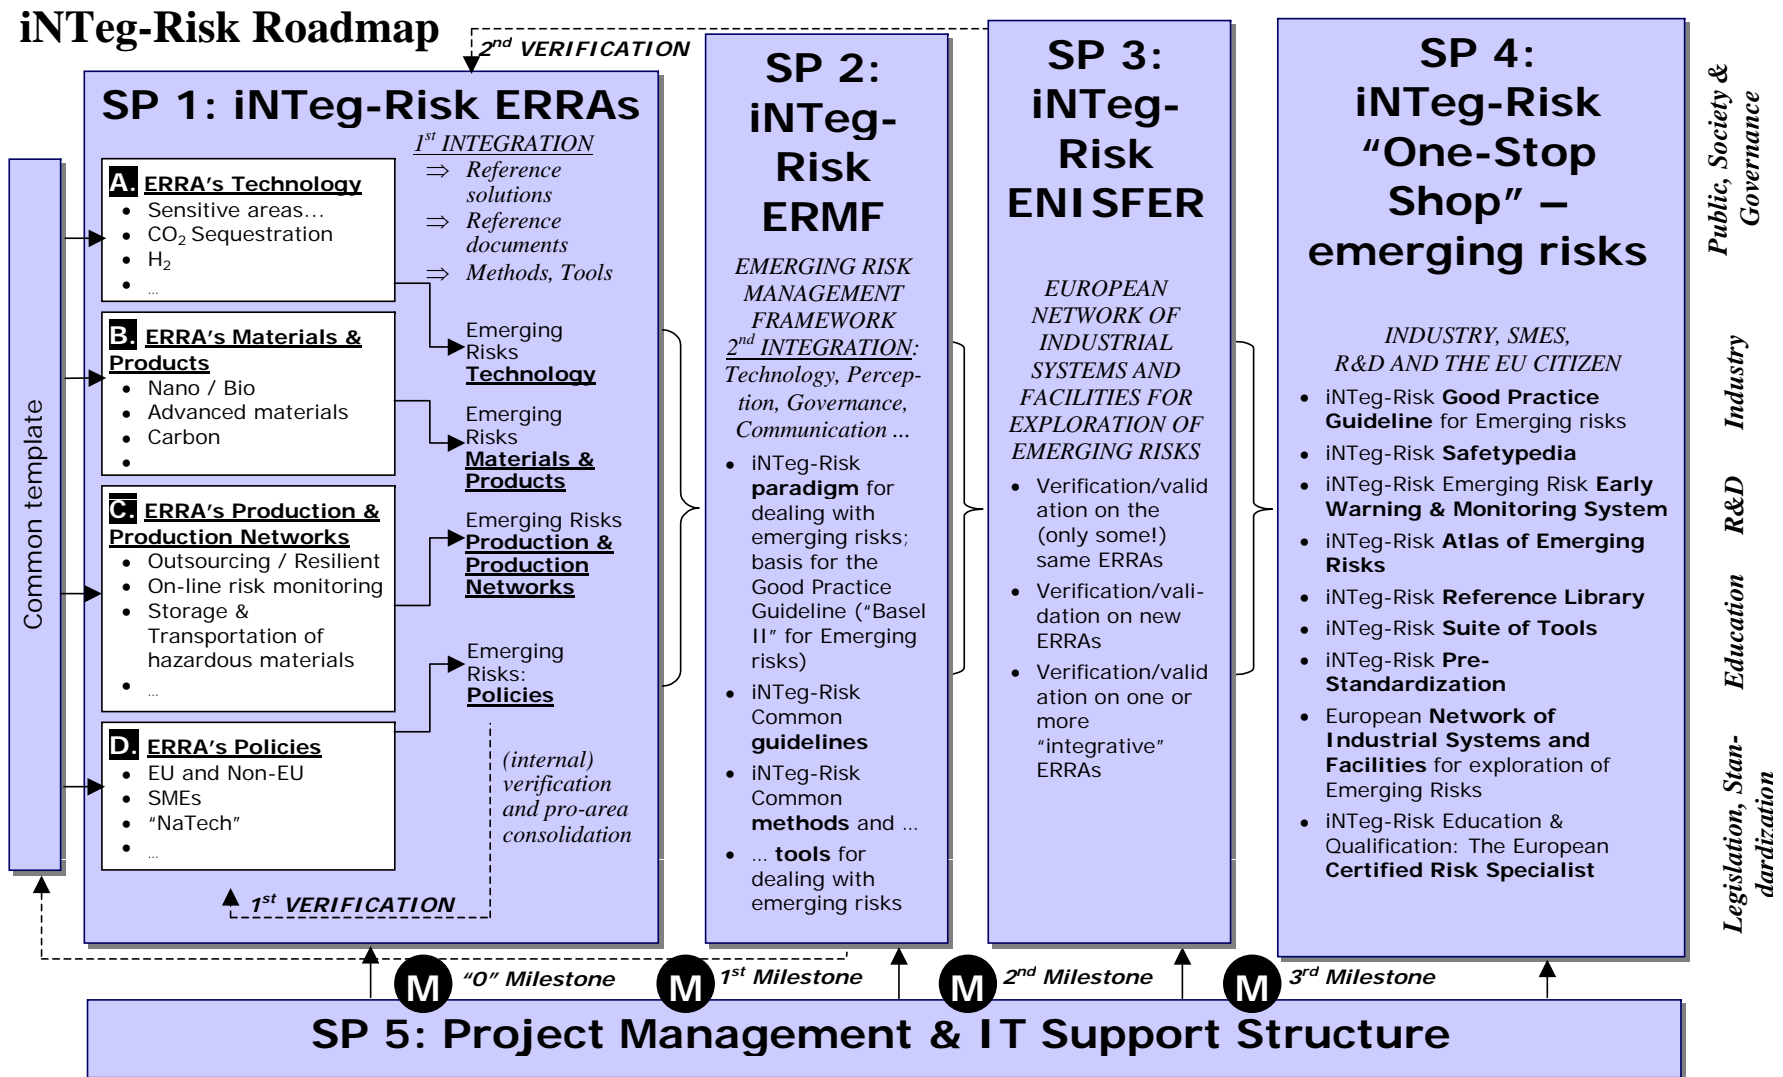 iNTeg-Risk Roadmap
2nd VERIFICATION
Common template
SP 1: iNTeg-Risk ERRAs
1st INTEGRATION
⇒ Reference
solutions
⇒ Reference
documents
⇒ Methods, Tools
A. ERRA's Technology
• Sensitive areas…
• CO2 Sequestration
• H2
• …
B. ERRA's Materials &
Products
• Nano / Bio
• Advanced materials
• Carbon
•
C. ERRA's Production &
Production Networks
• Outsourcing / Resilient
• On-line risk monitoring
• Storage &
Transportation of
hazardous materials
• …
D. ERRA's Policies
• EU and Non-EU
• SMEs
• "NaTech"
• …
Emerging
Risks
Technology
Emerging
Risks
Materials &
Products
Emerging Risks
Production &
Production
Networks
Emerging
Risks:
Policies
(internal)
verification
and pro-area
consolidation
1st VERIFICATION
SP 2:
iNTeg-
Risk
ERMF
EMERGING RISK
MANAGEMENT
FRAMEWORK
2nd INTEGRATION:
Technology, Percep-
tion, Governance,
Communication ...
• iNTeg-Risk
paradigm for
dealing with
emerging risks;
basis for the
Good Practice
Guideline ("Basel
II" for Emerging
risks)
• iNTeg-Risk
Common
guidelines
• iNTeg-Risk
Common
methods and …
• … tools for
dealing with
emerging risks
SP 3:
iNTeg-
Risk
ENISFER
EUROPEAN
NETWORK OF
INDUSTRIAL
SYSTEMS AND
FACILITIES FOR
EXPLORATION OF
EMERGING RISKS
• Verification/valid
ation on the
(only some!)
same ERRAs
• Verification/vali-
dation on new
ERRAs
• Verification/valid
ation on one or
more
"integrative"
ERRAs
SP 4:
iNTeg-Risk
"One-Stop
Shop" –
emerging risks
INDUSTRY, SMES,
R&D AND THE EU CITIZEN
• iNTeg-Risk Good Practice
Guideline for Emerging risks
• iNTeg-Risk Safetypedia
• iNTeg-Risk Emerging Risk Early
Warning & Monitoring System
• iNTeg-Risk Atlas of Emerging
Risks
• iNTeg-Risk Reference Library
• iNTeg-Risk Suite of Tools
• iNTeg-Risk Pre-
Standardization
• European Network of
Industrial Systems and
Facilities for exploration of
Emerging Risks
• iNTeg-Risk Education &
Qualification: The European
Certified Risk Specialist
Public, Society &
Governance
Industry
R&D
Education
Legislation, Stan-
dardization
M "0" Milestone
M 1st Milestone
M 2nd Milestone
M 3rd Milestone
SP 5: Project Management & IT Support Structure